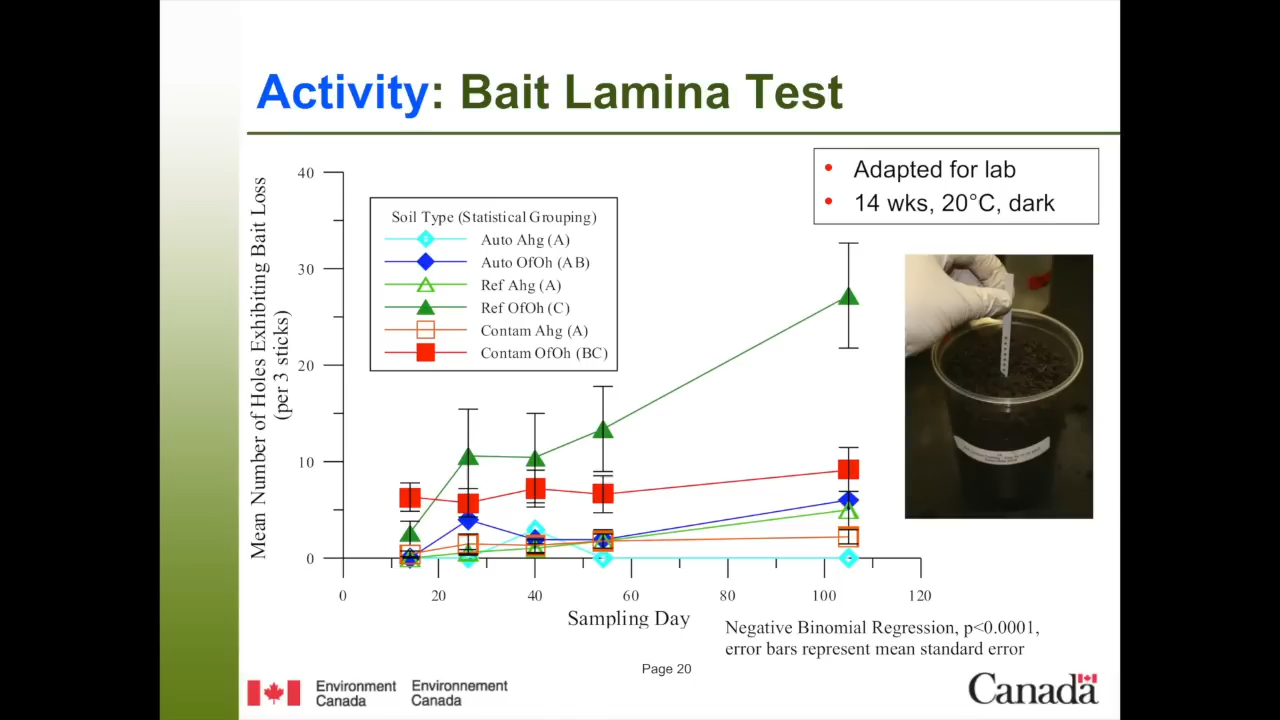 Activity: Bait Lamina Test
Adapted for lab
14 wks, 20°C, dark
Mean Number of Holes Exhibiting Bait Loss
(per 3 sticks)
40
30
20
10
0
Soil Type (Statistical Grouping)
Auto Ahg (A)
Auto OfOh (AB)
Ref Ahg (A)
Ref OfOh (C)
Contam Ahg (A)
Contam OfOh (BC)
0 20 40 60 80 100 120
Sampling Day
Negative Binomial Regression, p<0.0001,
error bars represent mean standard error
Page 20
Environment Environnement
Canada Canada
Canada